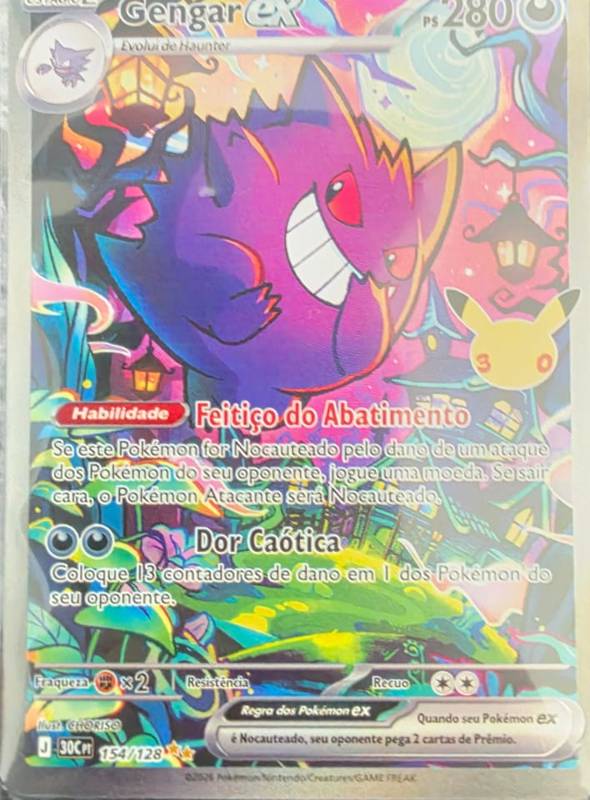 Gengar ex PS 280
Evolui de Haunter
30
Habilidade Feitiço do Abatimento
Se este Pokémon for Nocauteado pelo dano de um ataque
dos Pokémon do seu oponente, jogue uma moeda. Se sair
cara, o Pokémon Atacante será Nocauteado.
Dor Caótica
Coloque 13 contadores de dano em 1 dos Pokémon do
seu oponente.
Fraqueza ×2 Resistência Recuo
Regra dos Pokémon ex Quando seu Pokémon ex
é Nocauteado, seu oponente pega 2 cartas de Prêmio.
Ilust. CHORISO
J 30C PT 154/128
©2026 Pokémon/Nintendo/Creatures/GAME FREAK